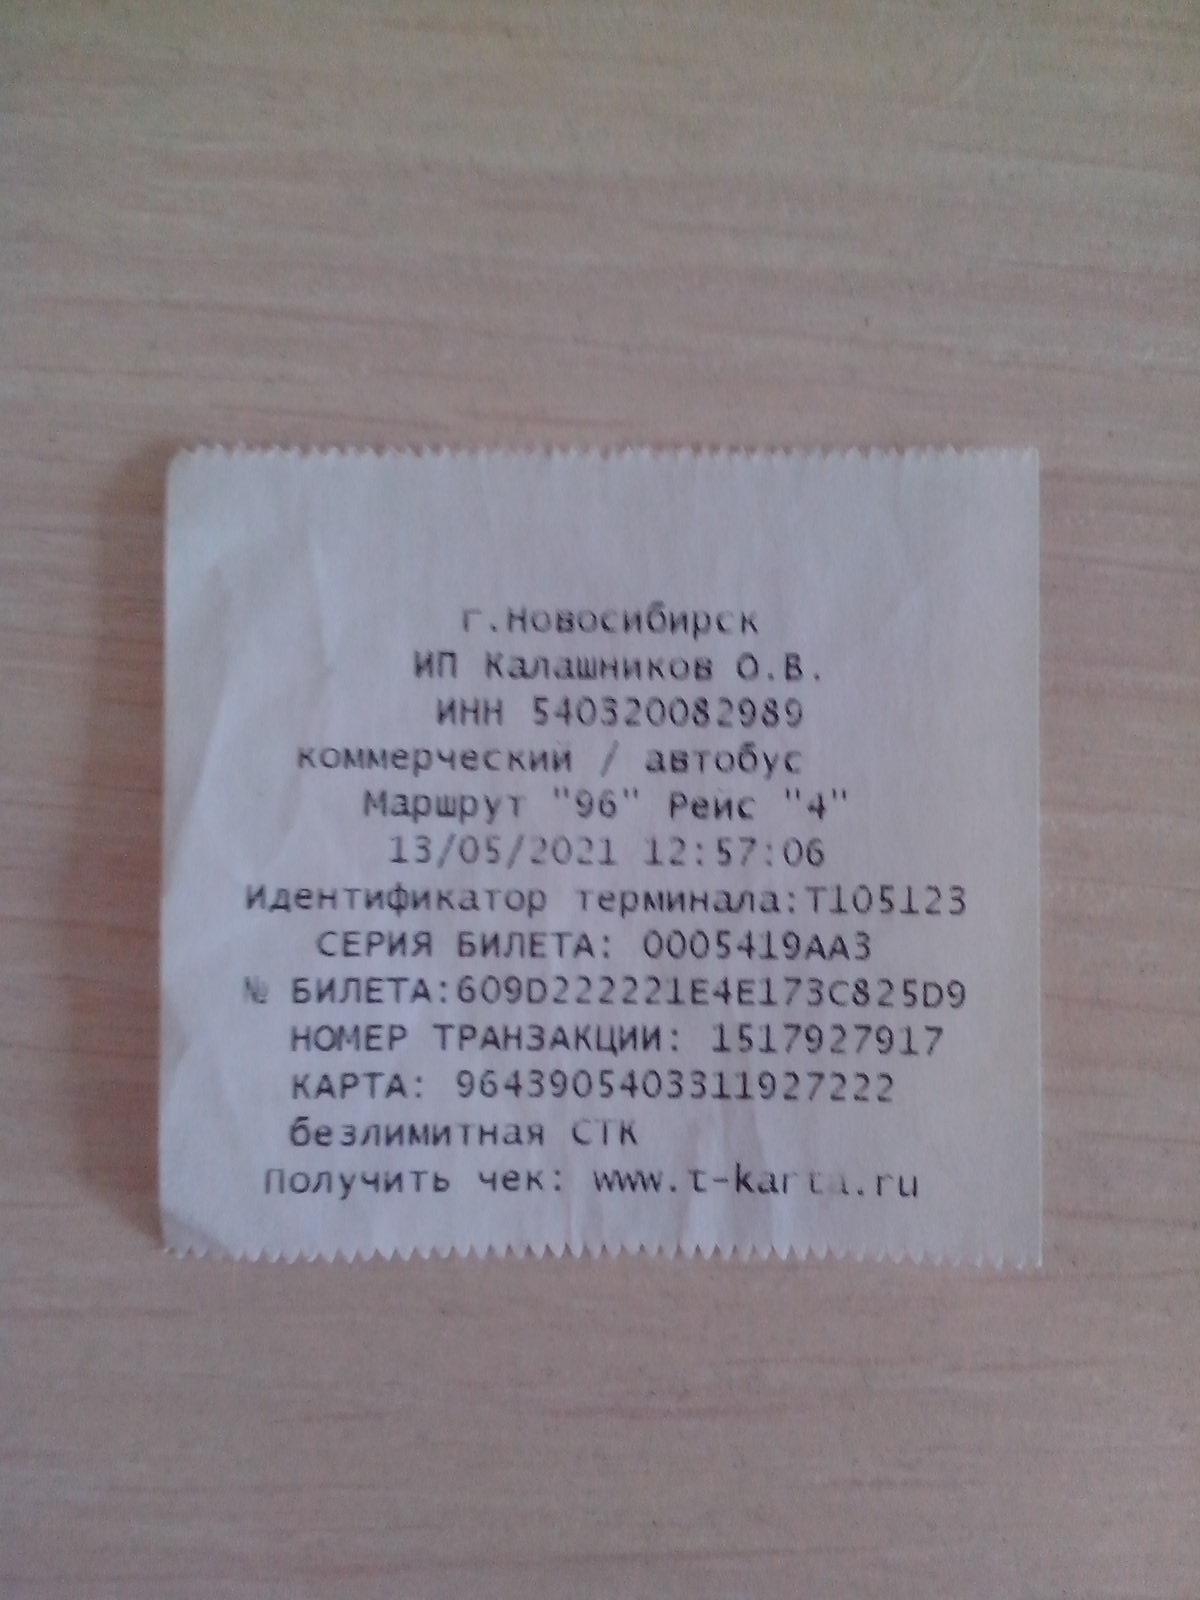 г.Новосибирск
ИП Калашников О.В.
ИНН 540320082989
коммерческий / автобус
Маршрут "96" Рейс "4"
13/05/2021 12:57:06
Идентификатор терминала:T105123
СЕРИЯ БИЛЕТА: 0005419AA3
№ БИЛЕТА:609D222221E4E173C825D9
НОМЕР ТРАНЗАКЦИИ: 1517927917
КАРТА: 9643905403311927222
безлимитная СТК
Получить чек: www.t-karta.ru